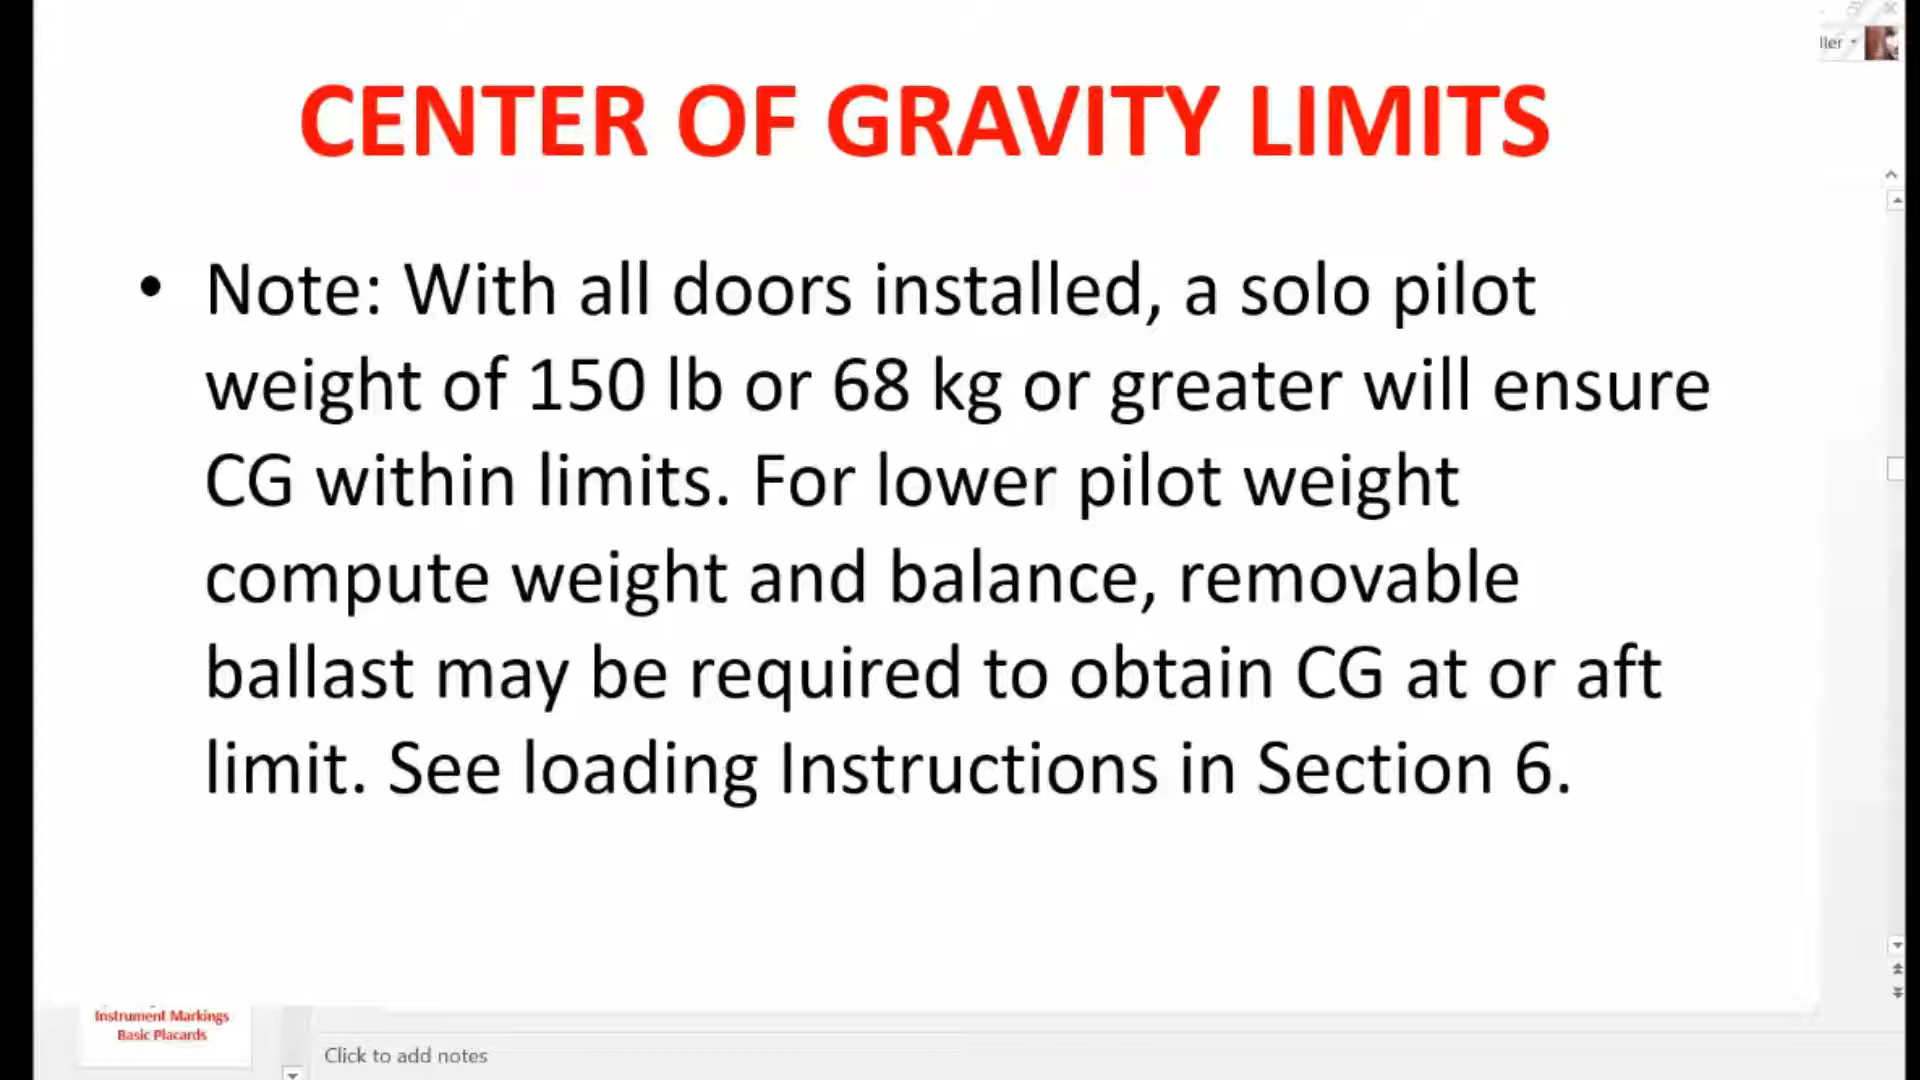 ller
CENTER OF GRAVITY LIMITS
• Note: With all doors installed, a solo pilot
weight of 150 lb or 68 kg or greater will ensure
CG within limits. For lower pilot weight
compute weight and balance, removable
ballast may be required to obtain CG at or aft
limit. See loading Instructions in Section 6.
Instrument Markings
Basic Placards
Click to add notes